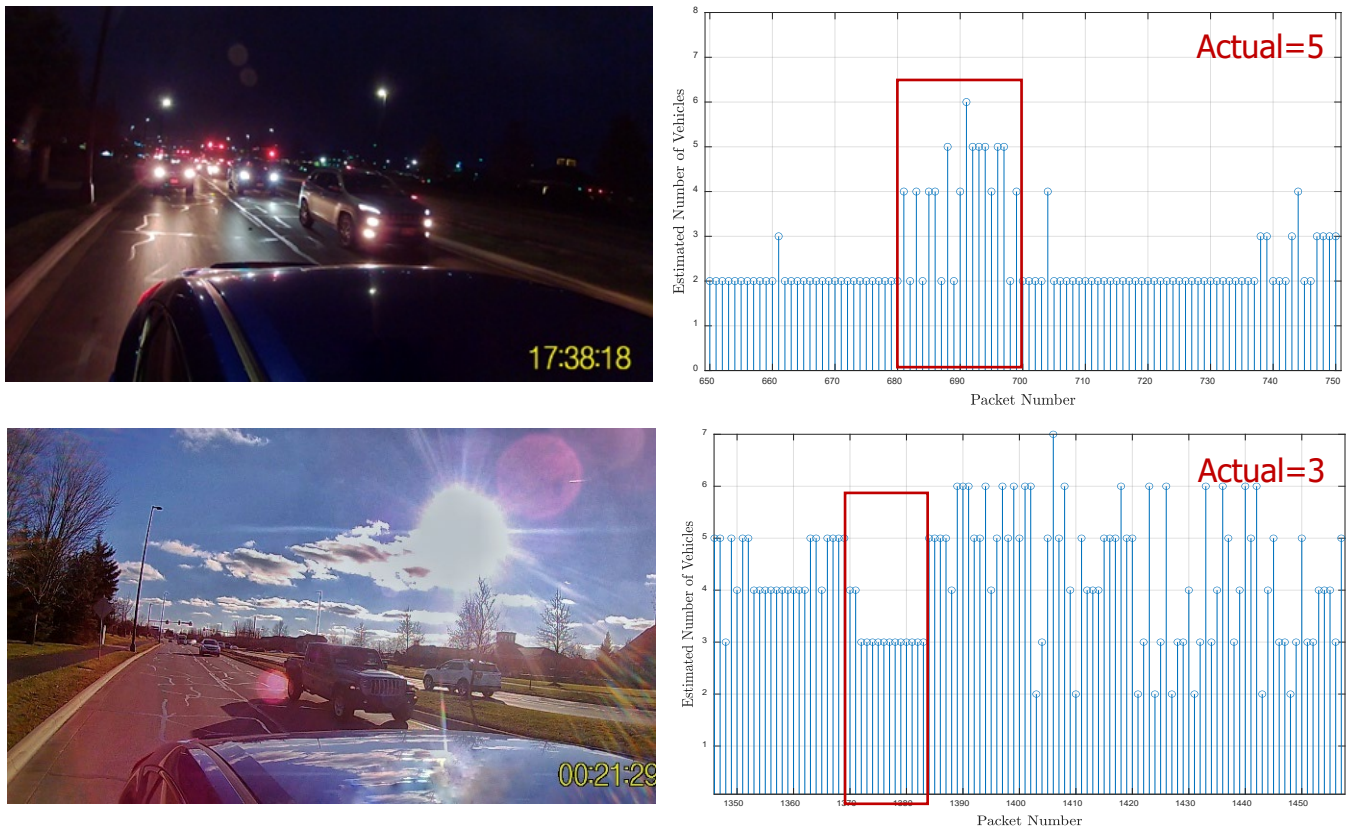 17:38:18
Actual=5
Estimated Number of Vehicles
8
7
6
5
4
3
2
1
0
650 660 670 680 690 700 710 720 730 740 750
Packet Number
00:21:29
Actual=3
Estimated Number of Vehicles
7
6
5
4
3
2
1
1350 1360 1370 1380 1390 1400 1410 1420 1430 1440 1450
Packet Number